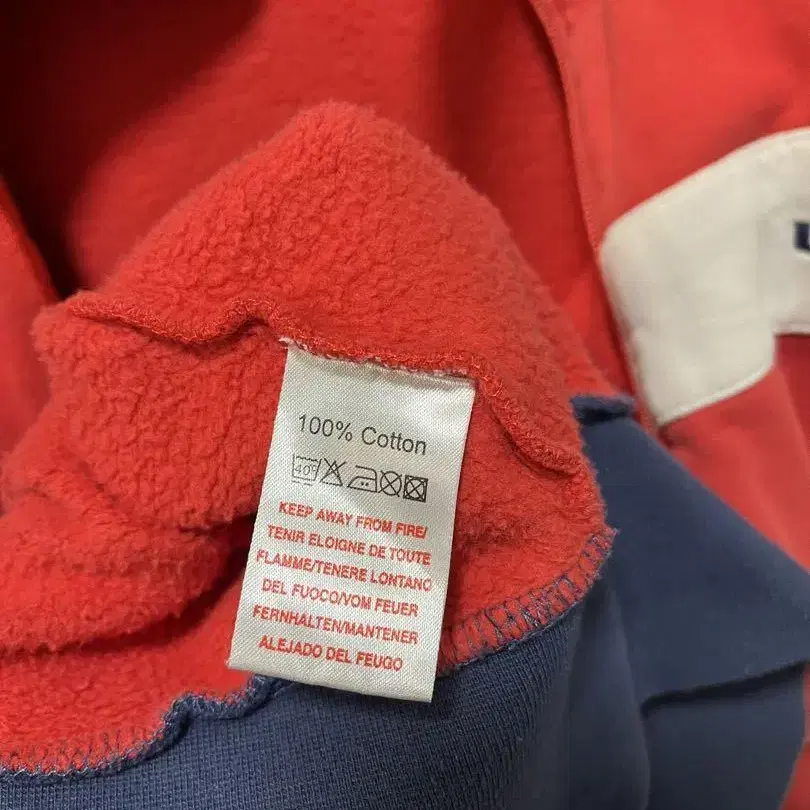 100% Cotton
40°
KEEP AWAY FROM FIRE/
TENIR ELOIGNE DE TOUTE
FLAMME/TENERE LONTANO
DEL FUOCO/VOM FEUER
FERNHALTEN/MANTENER
ALEJADO DEL FEUGO